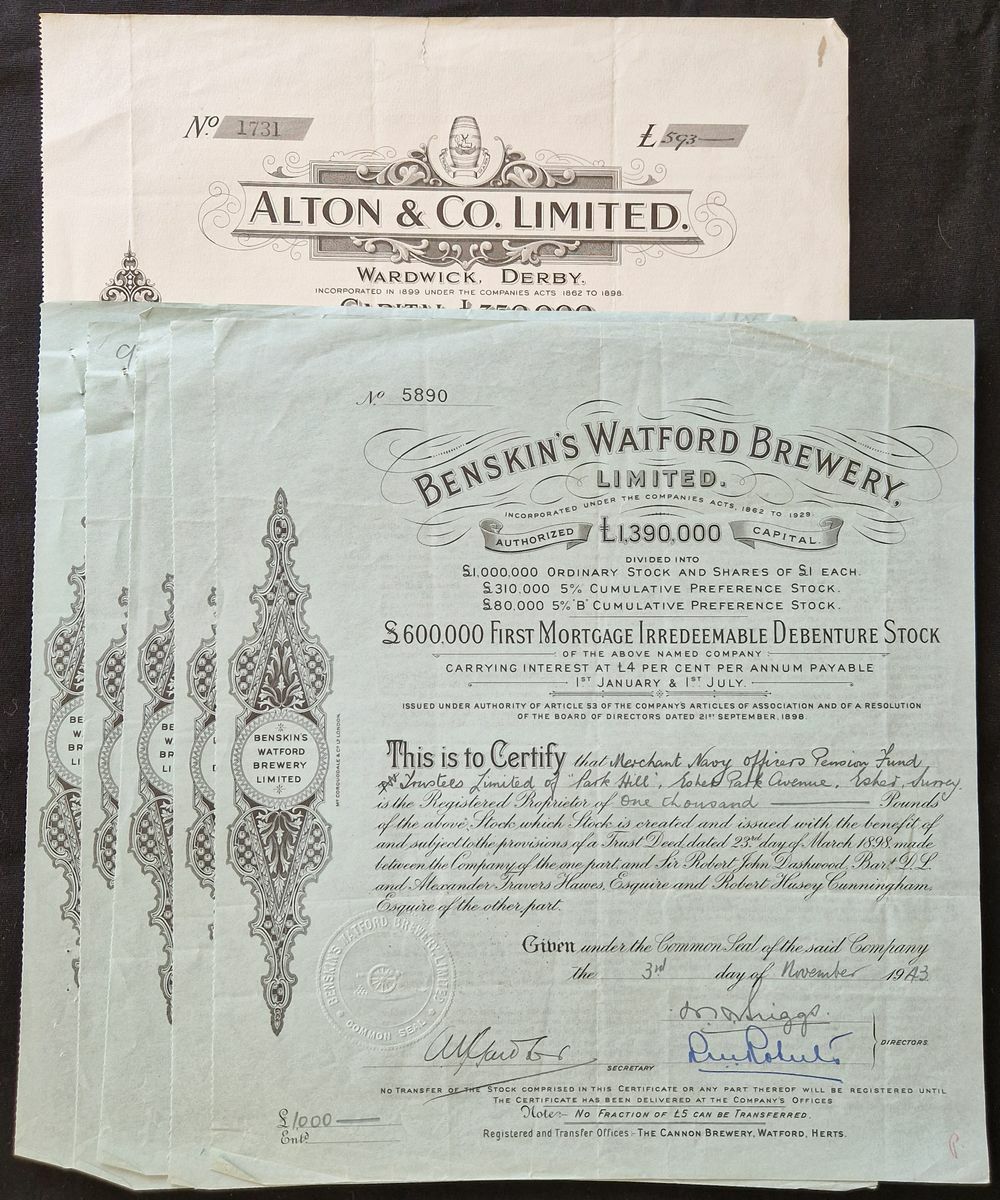 No. 1731
£ 593
ALTON & CO. LIMITED.
WARDWICK, DERBY,
INCORPORATED IN 1899 UNDER THE COMPANIES ACTS 1862 TO 1898.
No 5890
BENSKIN'S WATFORD BREWERY,
LIMITED.
INCORPORATED UNDER THE COMPANIES ACTS, 1862 TO 1929.
AUTHORIZED £1,390,000 CAPITAL.
DIVIDED INTO
£1,000,000 ORDINARY STOCK AND SHARES OF £1 EACH.
£310,000 5% CUMULATIVE PREFERENCE STOCK.
£80,000 5% "B" CUMULATIVE PREFERENCE STOCK.
£600,000 FIRST MORTGAGE IRREDEEMABLE DEBENTURE STOCK
OF THE ABOVE NAMED COMPANY
CARRYING INTEREST AT £4 PER CENT PER ANNUM PAYABLE
1ST JANUARY & 1ST JULY.
ISSUED UNDER AUTHORITY OF ARTICLE 53 OF THE COMPANY'S ARTICLES OF ASSOCIATION AND OF A RESOLUTION
OF THE BOARD OF DIRECTORS DATED 21ST SEPTEMBER, 1898.
This is to Certify that Merchant Navy Officers Pension Fund
Trustees Limited of "Park Hill", Esher Park Avenue, Esher, Surrey.
is the Registered Proprietor of One thousand Pounds
of the above Stock which Stock is created and issued with the benefit of
and subject to the provisions of a Trust Deed dated 23rd day of March 1898 made
between the Company of the one part and Sir Robert John Dashwood, Bart. D.L.
and Alexander Travers Hawes, Esquire and Robert Husey Cunningham,
Esquire of the other part.
Given under the Common Seal of the said Company
the 3rd day of November 1943
DIRECTORS.
SECRETARY
NO TRANSFER OF THE STOCK COMPRISED IN THIS CERTIFICATE OR ANY PART THEREOF WILL BE REGISTERED UNTIL
THE CERTIFICATE HAS BEEN DELIVERED AT THE COMPANY'S OFFICES
Note:- NO FRACTION OF £5 CAN BE TRANSFERRED.
Registered and Transfer Offices:- THE CANNON BREWERY, WATFORD, HERTS.
£1,000
Entd
BENSKIN'S
WATFORD
BREWERY
LIMITED
MCCORQUODALE & CO LTD LONDON.
BENSKIN'S WATFORD BREWERY LIMITED
COMMON SEAL